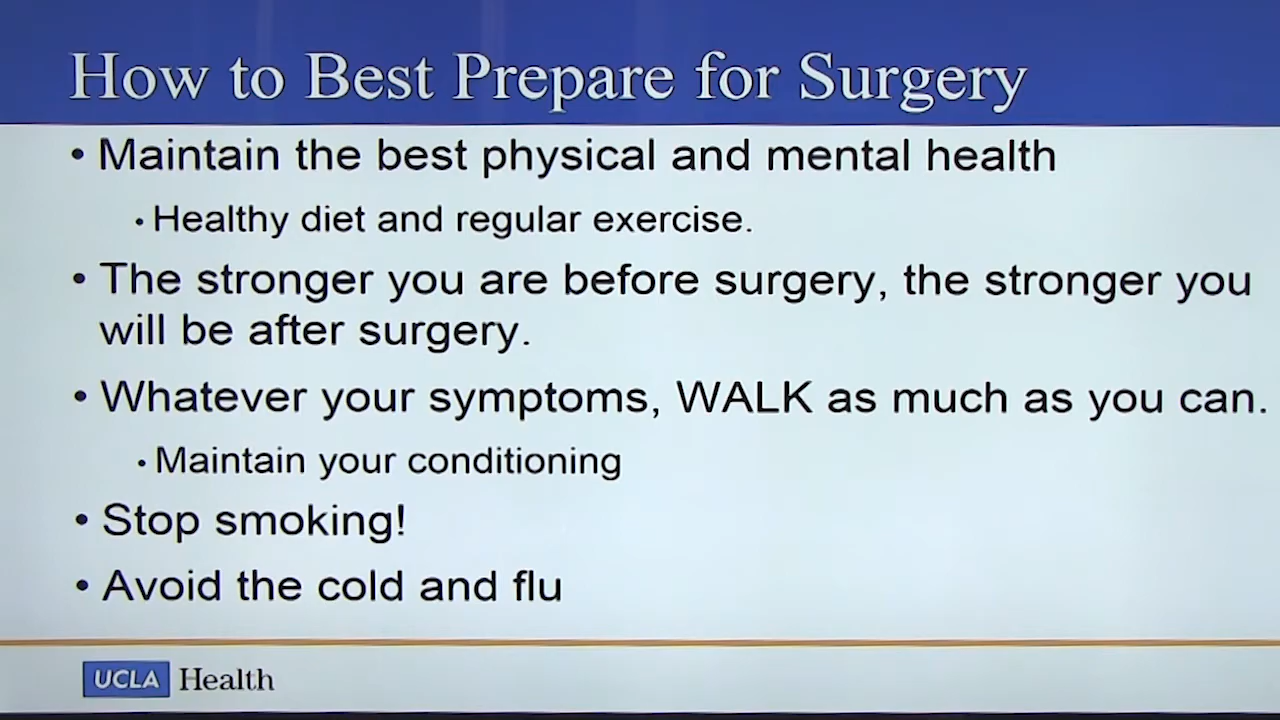 How to Best Prepare for Surgery
• Maintain the best physical and mental health
• Healthy diet and regular exercise.
• The stronger you are before surgery, the stronger you
will be after surgery.
• Whatever your symptoms, WALK as much as you can.
• Maintain your conditioning
• Stop smoking!
• Avoid the cold and flu
UCLA Health